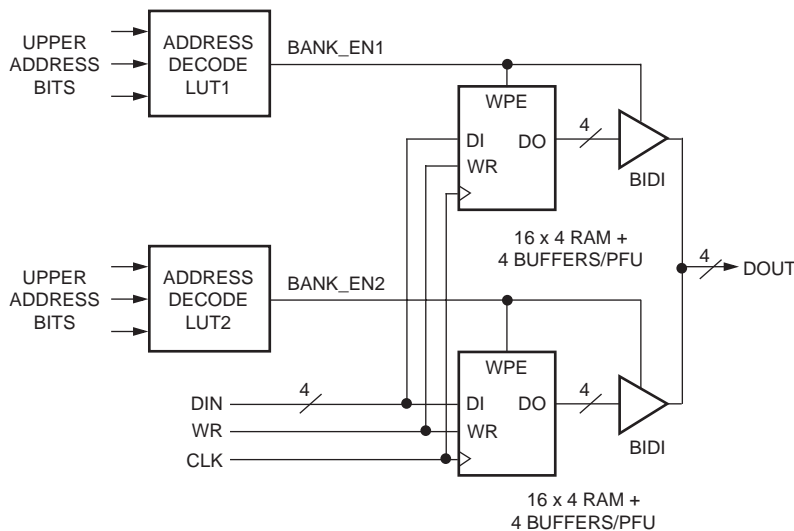 UPPER
ADDRESS
BITS
ADDRESS
DECODE
LUT1
BANK_EN1
WPE
DI
DO
WR
4
BIDI
16 x 4 RAM +
4 BUFFERS/PFU
4
DOUT
UPPER
ADDRESS
BITS
ADDRESS
DECODE
LUT2
BANK_EN2
WPE
DIN
4
DI
DO
4
WR
WR
CLK
BIDI
16 x 4 RAM +
4 BUFFERS/PFU